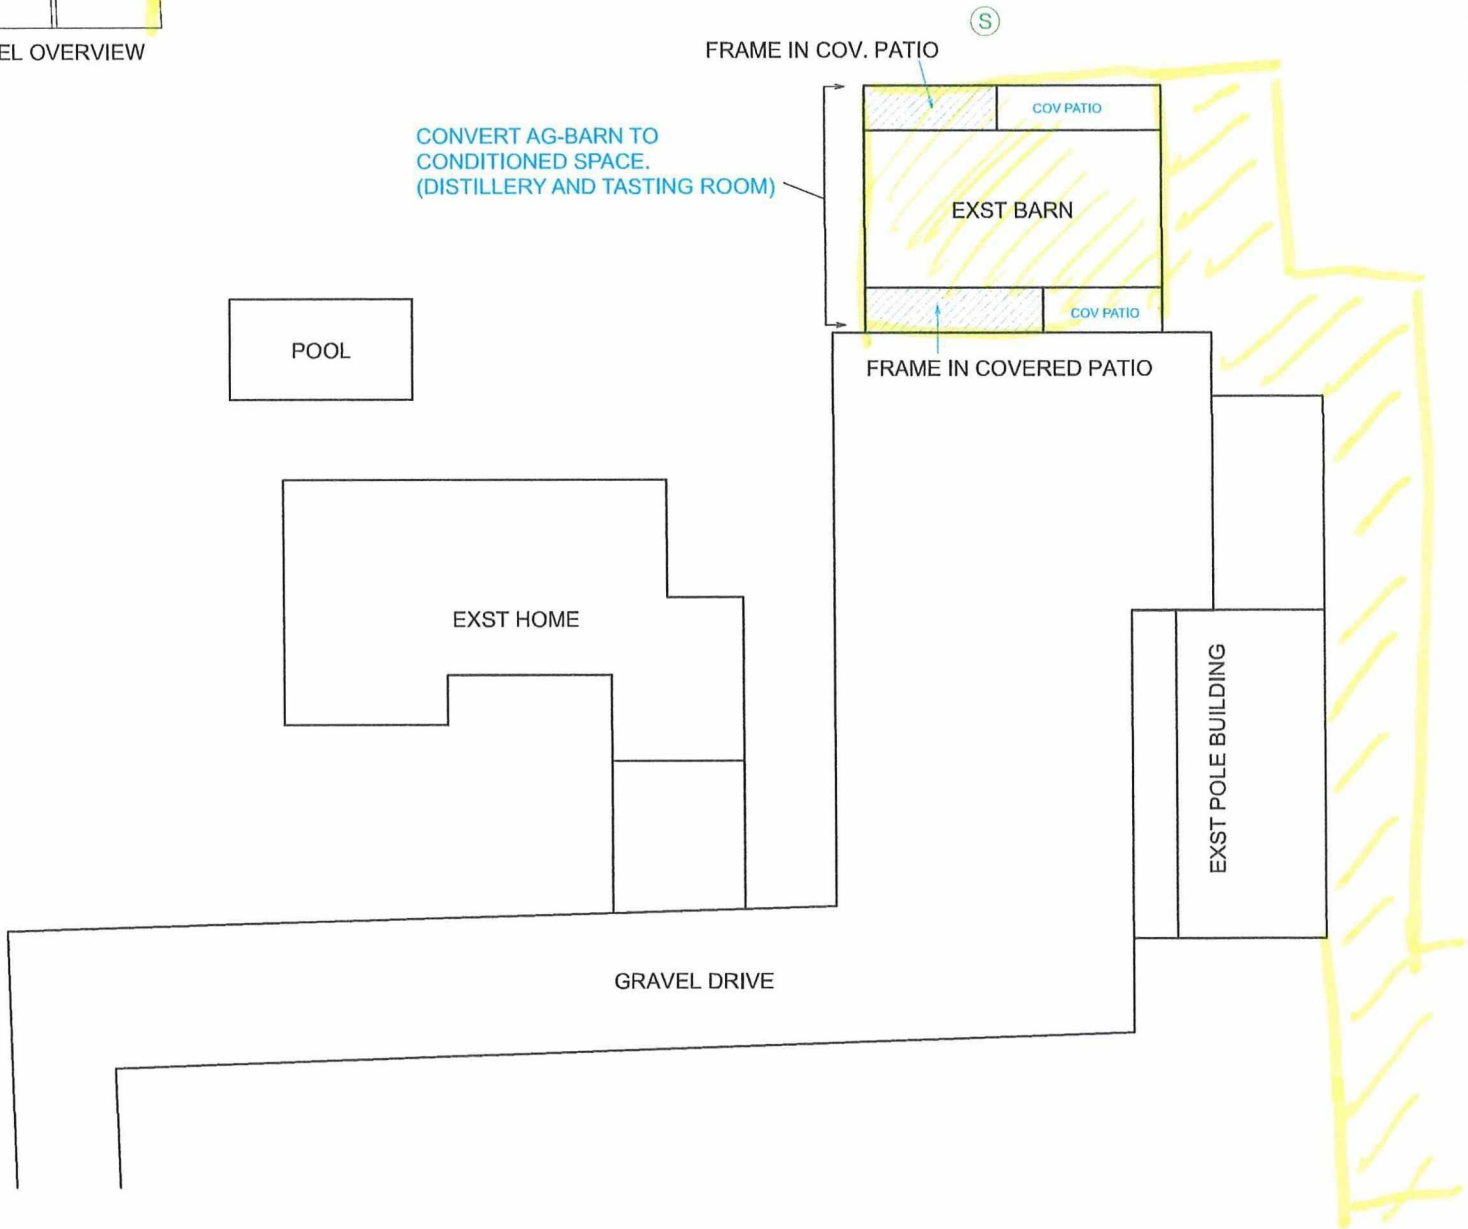 EL OVERVIEW
S
FRAME IN COV. PATIO
COV PATIO
CONVERT AG-BARN TO
CONDITIONED SPACE.
(DISTILLERY AND TASTING ROOM)
EXST BARN
COV PATIO
POOL
FRAME IN COVERED PATIO
EXST HOME
EXST POLE BUILDING
GRAVEL DRIVE